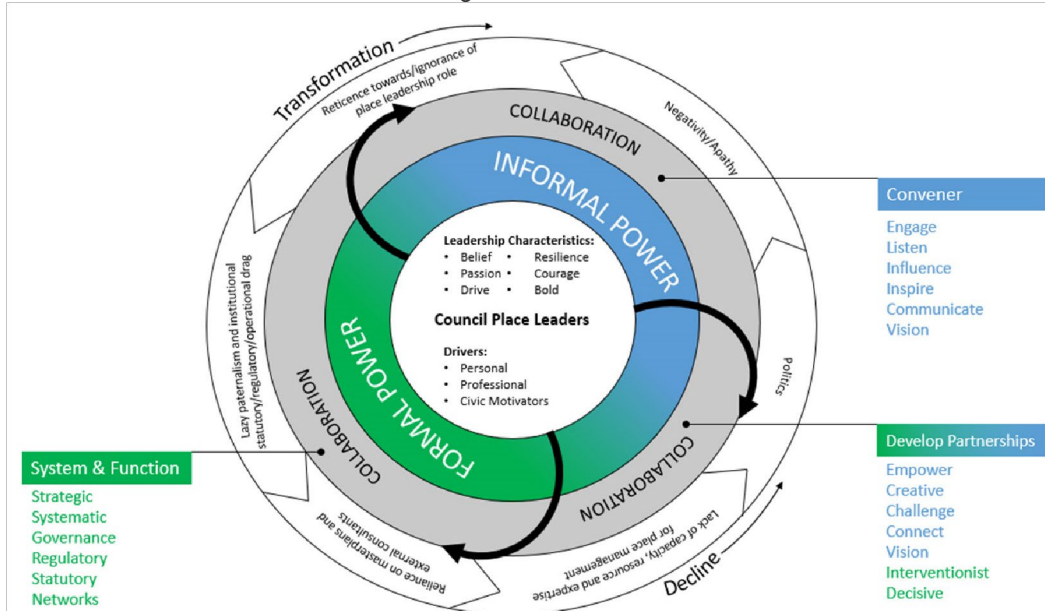 Transformation
Reticence towards/ignorance of
place leadership role
Negativity/Apathy
Politics
Lack of capacity, resource and expertise
for place management
Decline
Reliance on masterplans and
external consultants
Lazy paternalism and institutional
statutory/regulatory/operational drag
COLLABORATION
COLLABORATION
COLLABORATION
INFORMAL POWER
FORMAL POWER
Leadership Characteristics:
• Belief • Resilience
• Passion • Courage
• Drive • Bold
Council Place Leaders
Drivers:
• Personal
• Professional
• Civic Motivators
Convener
Engage
Listen
Influence
Inspire
Communicate
Vision
Develop Partnerships
Empower
Creative
Challenge
Connect
Vision
Interventionist
Decisive
System & Function
Strategic
Systematic
Governance
Regulatory
Statutory
Networks